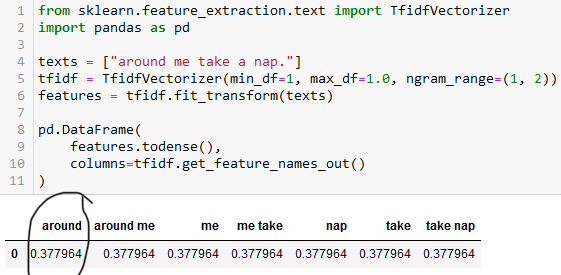 1 from sklearn.feature_extraction.text import TfidfVectorizer
2 import pandas as pd
3
4 texts = ["around me take a nap."]
5 tfidf = TfidfVectorizer(min_df=1, max_df=1.0, ngram_range=(1, 2))
6 features = tfidf.fit_transform(texts)
7
8 pd.DataFrame(
9     features.todense(),
10     columns=tfidf.get_feature_names_out()
11 )
around around me me me take nap take take nap
0 0.377964 0.377964 0.377964 0.377964 0.377964 0.377964 0.377964